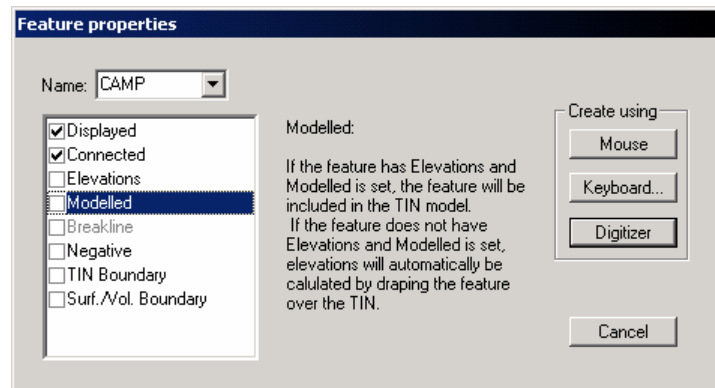 Feature properties
Name: CAMP
Displayed
Connected
Elevations
Modelled
Breakline
Negative
TIN Boundary
Surf./Vol. Boundary
Modelled:
If the feature has Elevations and
Modelled is set, the feature will be
included in the TIN model.
If the feature does not have
Elevations and Modelled is set,
elevations will automatically be
calulated by draping the feature
over the TIN.
Create using
Mouse
Keyboard...
Digitizer
Cancel